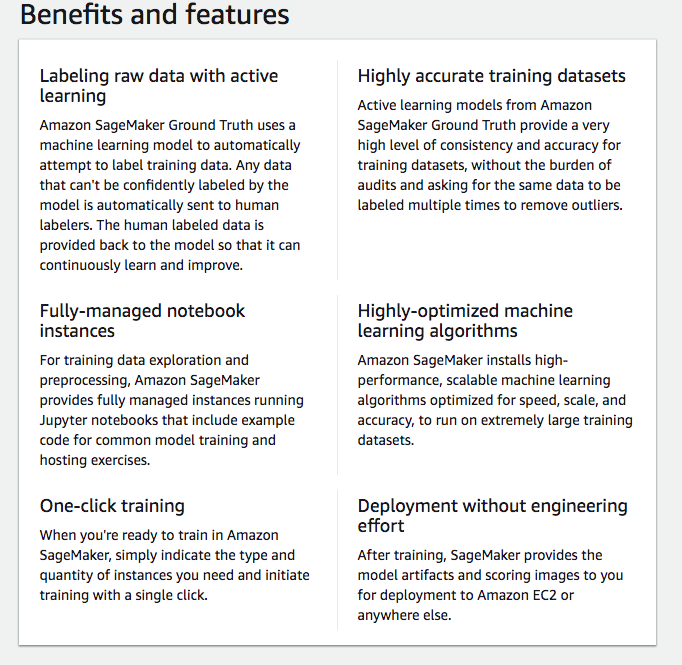 Benefits and features
Labeling raw data with active
learning
Amazon SageMaker Ground Truth uses a
machine learning model to automatically
attempt to label training data. Any data
that can't be confidently labeled by the
model is automatically sent to human
labelers. The human labeled data is
provided back to the model so that it can
continuously learn and improve.
Highly accurate training datasets
Active learning models from Amazon
SageMaker Ground Truth provide a very
high level of consistency and accuracy for
training datasets, without the burden of
audits and asking for the same data to be
labeled multiple times to remove outliers.
Fully-managed notebook
instances
For training data exploration and
preprocessing, Amazon SageMaker
provides fully managed instances running
Jupyter notebooks that include example
code for common model training and
hosting exercises.
Highly-optimized machine
learning algorithms
Amazon SageMaker installs high-
performance, scalable machine learning
algorithms optimized for speed, scale, and
accuracy, to run on extremely large training
datasets.
One-click training
When you're ready to train in Amazon
SageMaker, simply indicate the type and
quantity of instances you need and initiate
training with a single click.
Deployment without engineering
effort
After training, SageMaker provides the
model artifacts and scoring images to you
for deployment to Amazon EC2 or
anywhere else.